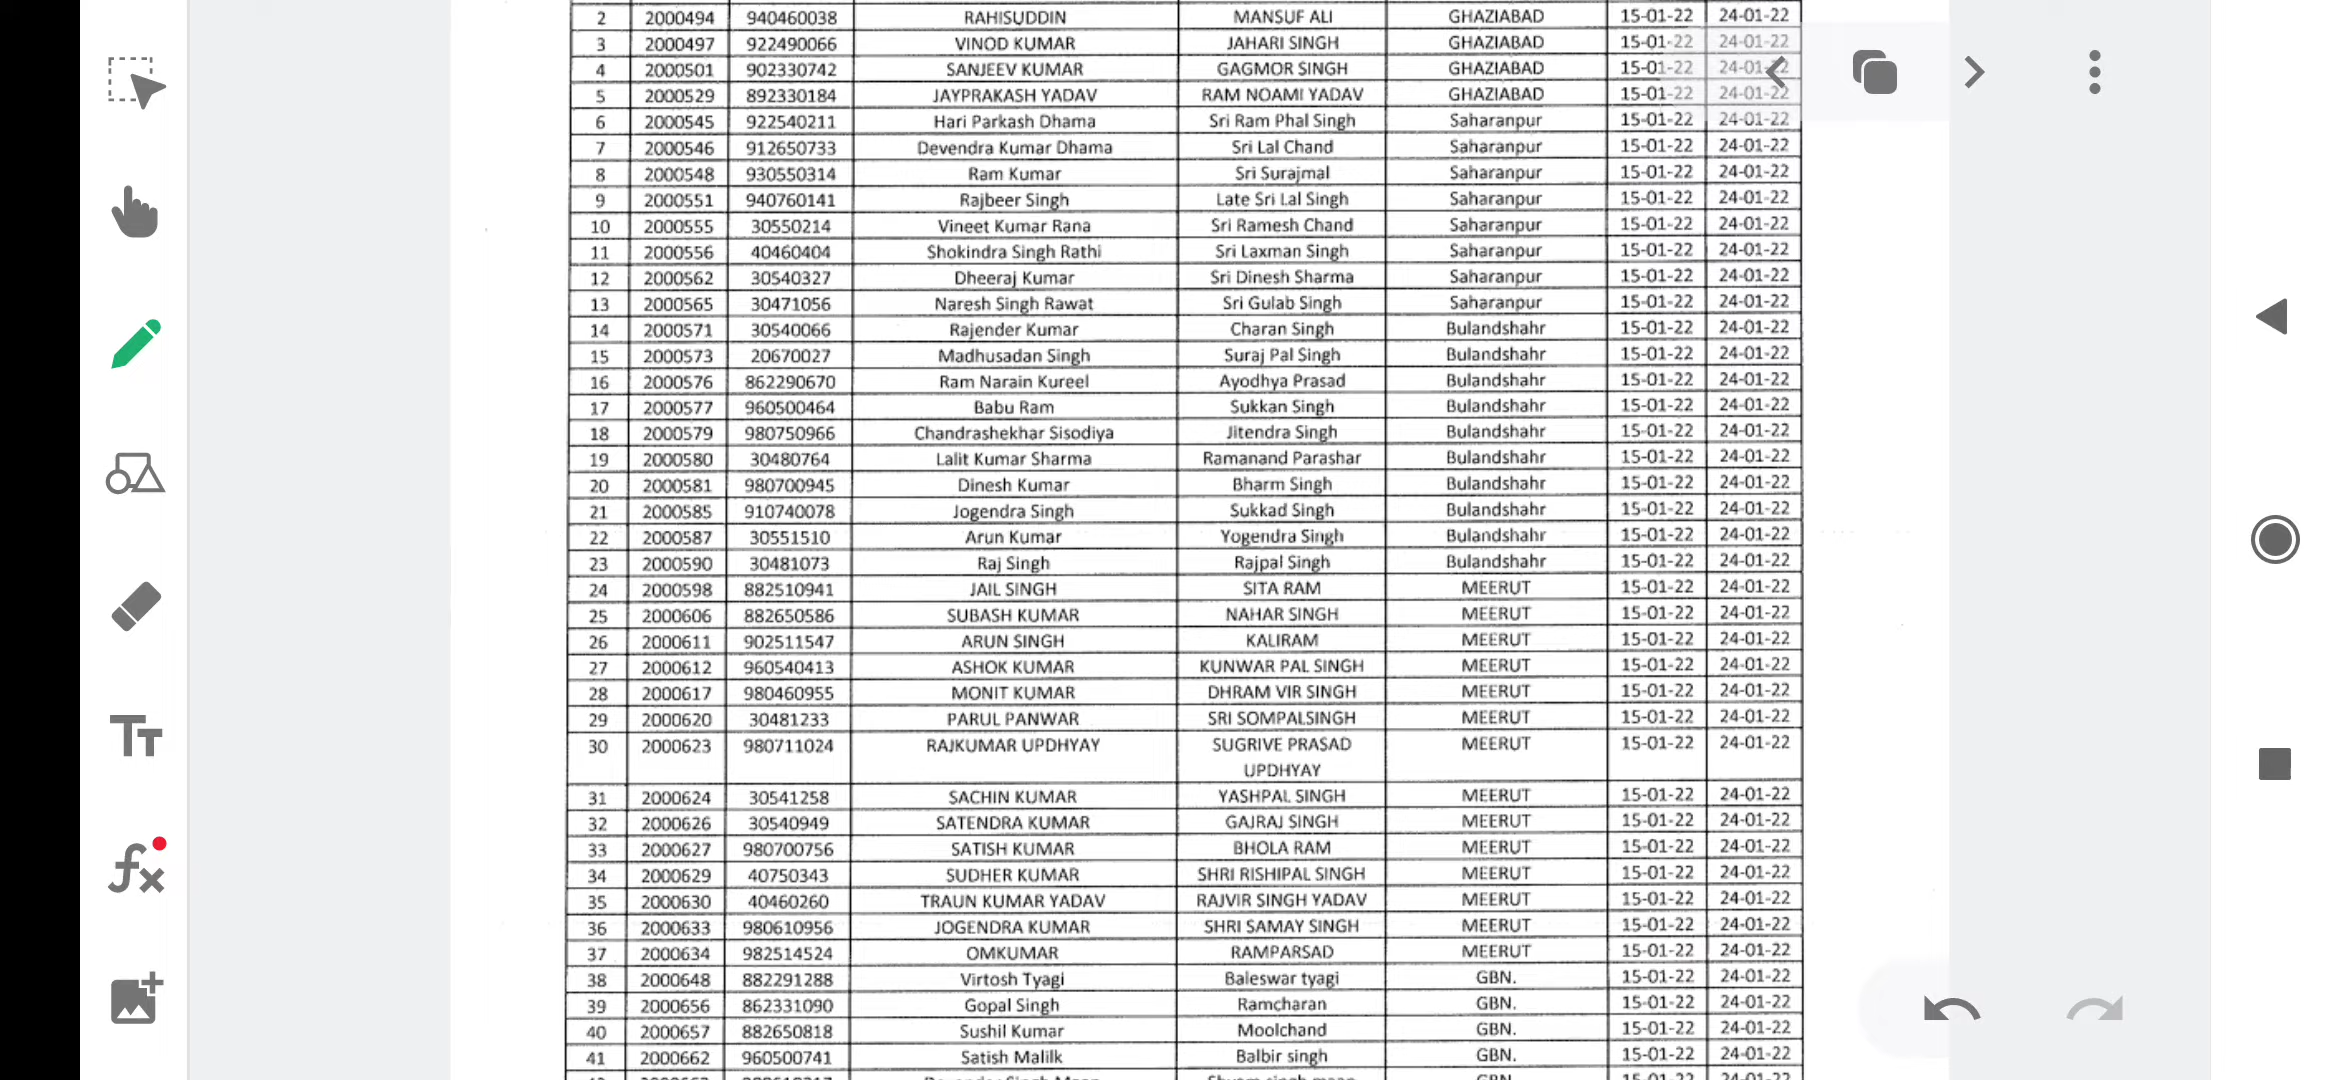 2 2000494 940460038 RAHISUDDIN MANSUF ALI GHAZIABAD 15-01-22 24-01-22
3 2000497 922490066 VINOD KUMAR JAHARI SINGH GHAZIABAD 15-01-22 24-01-22
4 2000501 902330742 SANJEEV KUMAR GAGMOR SINGH GHAZIABAD 15-01-22 24-01-22
5 2000529 892330184 JAYPRAKASH YADAV RAM NOAMI YADAV GHAZIABAD 15-01-22 24-01-22
6 2000545 922540211 Hari Parkash Dhama Sri Ram Phal Singh Saharanpur 15-01-22 24-01-22
7 2000546 912650733 Devendra Kumar Dhama Sri Lal Chand Saharanpur 15-01-22 24-01-22
8 2000548 930550314 Ram Kumar Sri Surajmal Saharanpur 15-01-22 24-01-22
9 2000551 940760141 Rajbeer Singh Late Sri Lal Singh Saharanpur 15-01-22 24-01-22
10 2000555 30550214 Vineet Kumar Rana Sri Ramesh Chand Saharanpur 15-01-22 24-01-22
11 2000556 40460404 Shokindra Singh Rathi Sri Laxman Singh Saharanpur 15-01-22 24-01-22
12 2000562 30540327 Dheeraj Kumar Sri Dinesh Sharma Saharanpur 15-01-22 24-01-22
13 2000565 30471056 Naresh Singh Rawat Sri Gulab Singh Saharanpur 15-01-22 24-01-22
14 2000571 30540066 Rajender Kumar Charan Singh Bulandshahr 15-01-22 24-01-22
15 2000573 20670027 Madhusadan Singh Suraj Pal Singh Bulandshahr 15-01-22 24-01-22
16 2000576 862290670 Ram Narain Kureel Ayodhya Prasad Bulandshahr 15-01-22 24-01-22
17 2000577 960500464 Babu Ram Sukkan Singh Bulandshahr 15-01-22 24-01-22
18 2000579 980750966 Chandrashekhar Sisodiya Jitendra Singh Bulandshahr 15-01-22 24-01-22
19 2000580 30480764 Lalit Kumar Sharma Ramanand Parashar Bulandshahr 15-01-22 24-01-22
20 2000581 980700945 Dinesh Kumar Bharm Singh Bulandshahr 15-01-22 24-01-22
21 2000585 910740078 Jogendra Singh Sukkad Singh Bulandshahr 15-01-22 24-01-22
22 2000587 30551510 Arun Kumar Yogendra Singh Bulandshahr 15-01-22 24-01-22
23 2000590 30481073 Raj Singh Rajpal Singh Bulandshahr 15-01-22 24-01-22
24 2000598 882510941 JAIL SINGH SITA RAM MEERUT 15-01-22 24-01-22
25 2000606 882650586 SUBASH KUMAR NAHAR SINGH MEERUT 15-01-22 24-01-22
26 2000611 902511547 ARUN SINGH KALIRAM MEERUT 15-01-22 24-01-22
27 2000612 960540413 ASHOK KUMAR KUNWAR PAL SINGH MEERUT 15-01-22 24-01-22
28 2000617 980460955 MONIT KUMAR DHRAM VIR SINGH MEERUT 15-01-22 24-01-22
29 2000620 30481233 PARUL PANWAR SRI SOMPALSINGH MEERUT 15-01-22 24-01-22
30 2000623 980711024 RAJKUMAR UPDHYAY SUGRIVE PRASAD MEERUT 15-01-22 24-01-22
UPDHYAY
31 2000624 30541258 SACHIN KUMAR YASHPAL SINGH MEERUT 15-01-22 24-01-22
32 2000626 30540949 SATENDRA KUMAR GAJRAJ SINGH MEERUT 15-01-22 24-01-22
33 2000627 980700756 SATISH KUMAR BHOLA RAM MEERUT 15-01-22 24-01-22
34 2000629 40750343 SUDHER KUMAR SHRI RISHIPAL SINGH MEERUT 15-01-22 24-01-22
35 2000630 40460260 TRAUN KUMAR YADAV RAJVIR SINGH YADAV MEERUT 15-01-22 24-01-22
36 2000633 980610956 JOGENDRA KUMAR SHRI SAMAY SINGH MEERUT 15-01-22 24-01-22
37 2000634 982514524 OMKUMAR RAMPARSAD MEERUT 15-01-22 24-01-22
38 2000648 882291288 Virtosh Tyagi Baleswar tyagi GBN. 15-01-22 24-01-22
39 2000656 862331090 Gopal Singh Ramcharan GBN. 15-01-22 24-01-22
40 2000657 882650818 Sushil Kumar Moolchand GBN. 15-01-22 24-01-22
41 2000662 960500741 Satish Malilk Balbir singh GBN. 15-01-22 24-01-22